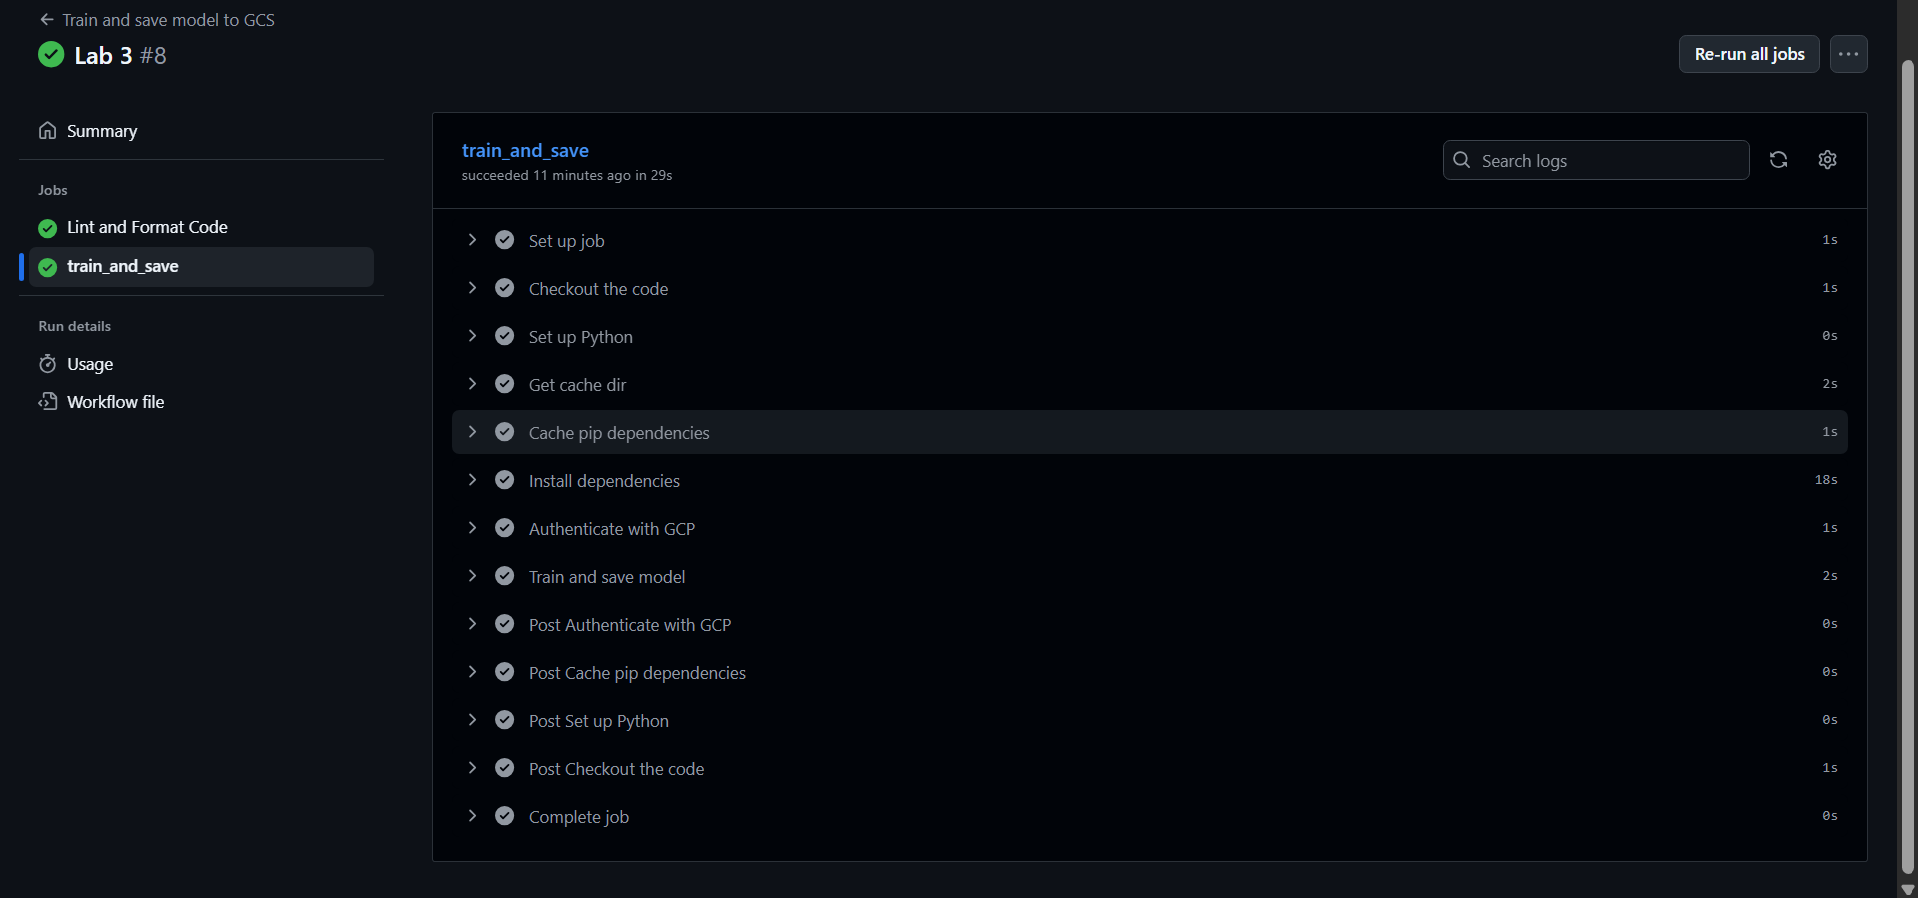 Train and save model to GCS
Lab 3 #8
Re-run all jobs
Summary
Jobs
Lint and Format Code
train_and_save
Run details
Usage
Workflow file
train_and_save
succeeded 11 minutes ago in 29s
Search logs
Set up job 1s
Checkout the code 1s
Set up Python 0s
Get cache dir 2s
Cache pip dependencies 1s
Install dependencies 18s
Authenticate with GCP 1s
Train and save model 2s
Post Authenticate with GCP 0s
Post Cache pip dependencies 0s
Post Set up Python 0s
Post Checkout the code 1s
Complete job 0s